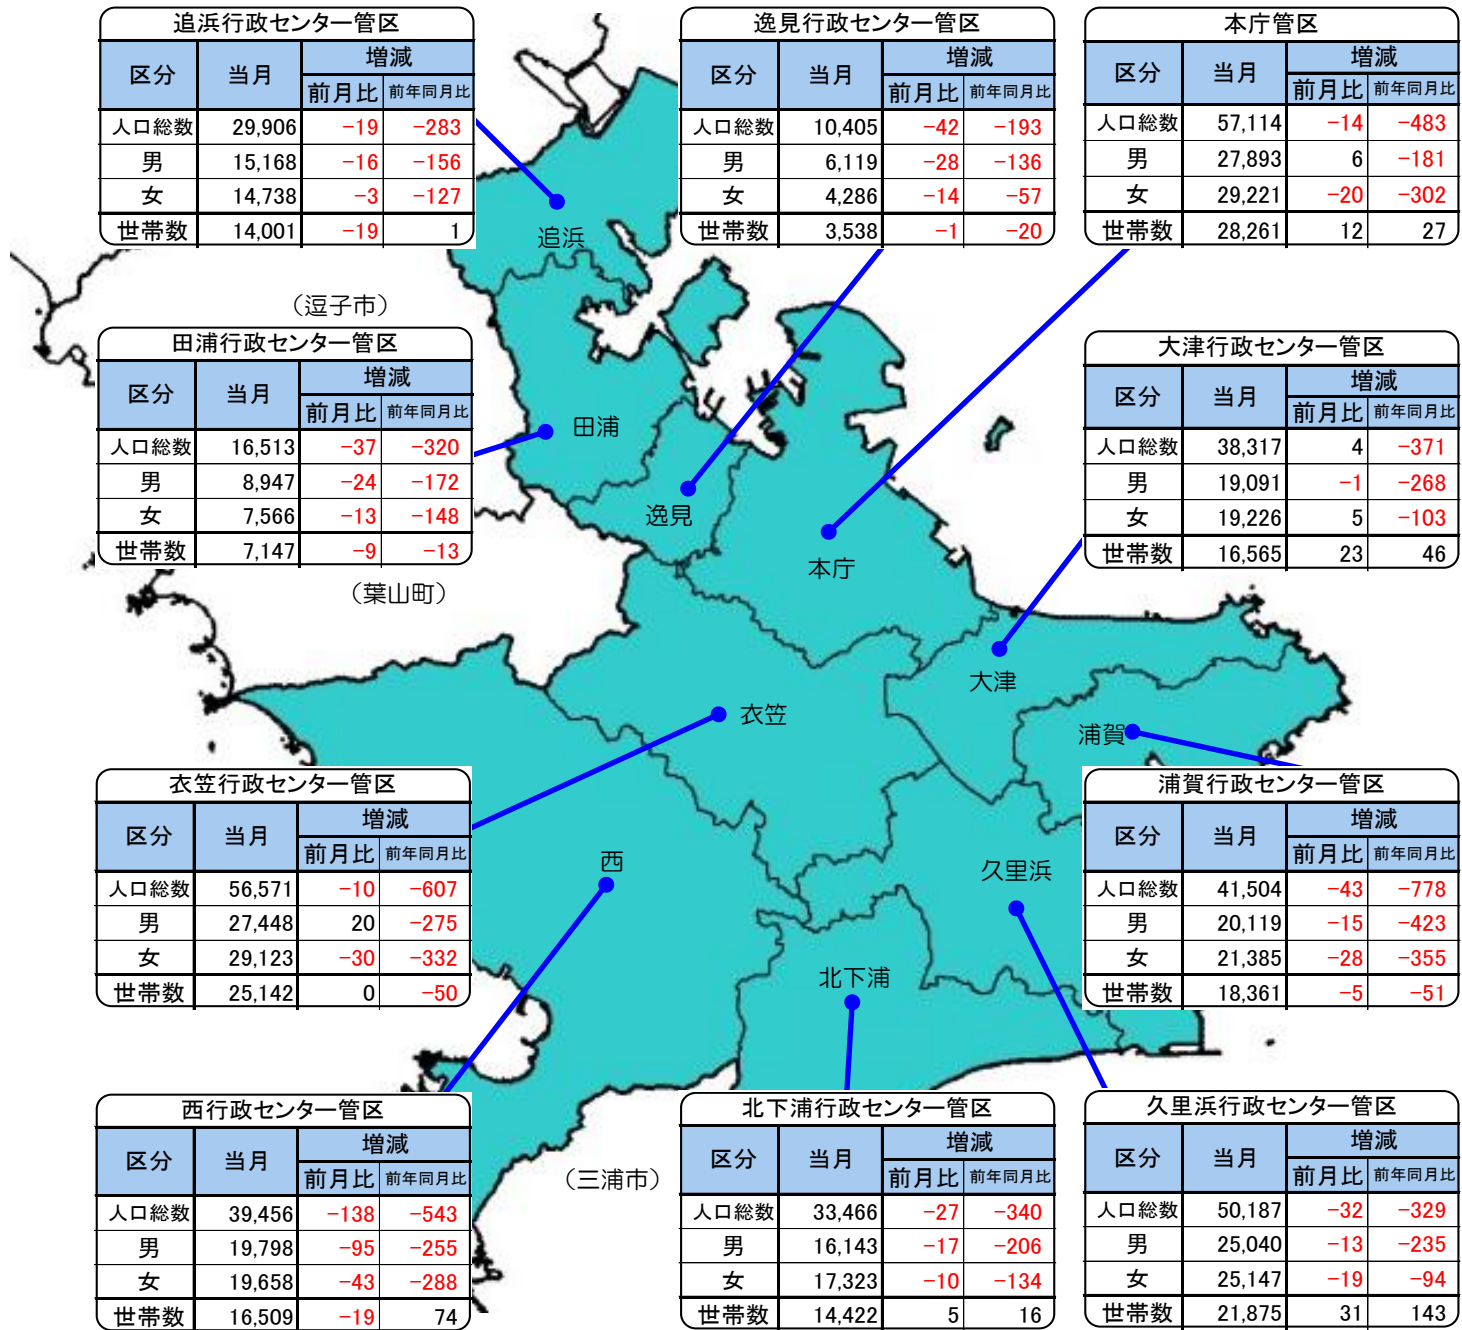 追浜行政センター管区
区分 当月 増減
前月比 前年同月比
人口総数 29,906 -19 -283
男 15,168 -16 -156
女 14,738 -3 -127
世帯数 14,001 -19 1
逸見行政センター管区
区分 当月 増減
前月比 前年同月比
人口総数 10,405 -42 -193
男 6,119 -28 -136
女 4,286 -14 -57
世帯数 3,538 -1 -20
本庁管区
区分 当月 増減
前月比 前年同月比
人口総数 57,114 -14 -483
男 27,893 6 -181
女 29,221 -20 -302
世帯数 28,261 12 27
追浜
（逗子市）
田浦行政センター管区
区分 当月 増減
前月比 前年同月比
人口総数 16,513 -37 -320
男 8,947 -24 -172
女 7,566 -13 -148
世帯数 7,147 -9 -13
田浦
逸見
本庁
大津行政センター管区
区分 当月 増減
前月比 前年同月比
人口総数 38,317 4 -371
男 19,091 -1 -268
女 19,226 5 -103
世帯数 16,565 23 46
（葉山町）
大津
衣笠
浦賀
衣笠行政センター管区
区分 当月 増減
前月比 前年同月比
人口総数 56,571 -10 -607
男 27,448 20 -275
女 29,123 -30 -332
世帯数 25,142 0 -50
西
久里浜
北下浦
浦賀行政センター管区
区分 当月 増減
前月比 前年同月比
人口総数 41,504 -43 -778
男 20,119 -15 -423
女 21,385 -28 -355
世帯数 18,361 -5 -51
西行政センター管区
区分 当月 増減
前月比 前年同月比
人口総数 39,456 -138 -543
男 19,798 -95 -255
女 19,658 -43 -288
世帯数 16,509 -19 74
（三浦市）
北下浦行政センター管区
区分 当月 増減
前月比 前年同月比
人口総数 33,466 -27 -340
男 16,143 -17 -206
女 17,323 -10 -134
世帯数 14,422 5 16
久里浜行政センター管区
区分 当月 増減
前月比 前年同月比
人口総数 50,187 -32 -329
男 25,040 -13 -235
女 25,147 -19 -94
世帯数 21,875 31 143